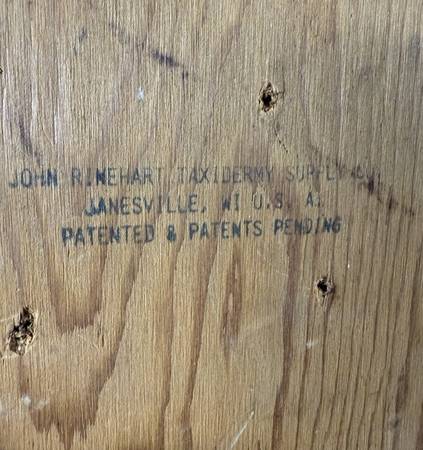 JOHN RINEHART TAXIDERMY SUPPLY CO.
JANESVILLE, WI U.S. A.
PATENTED & PATENTS PENDING